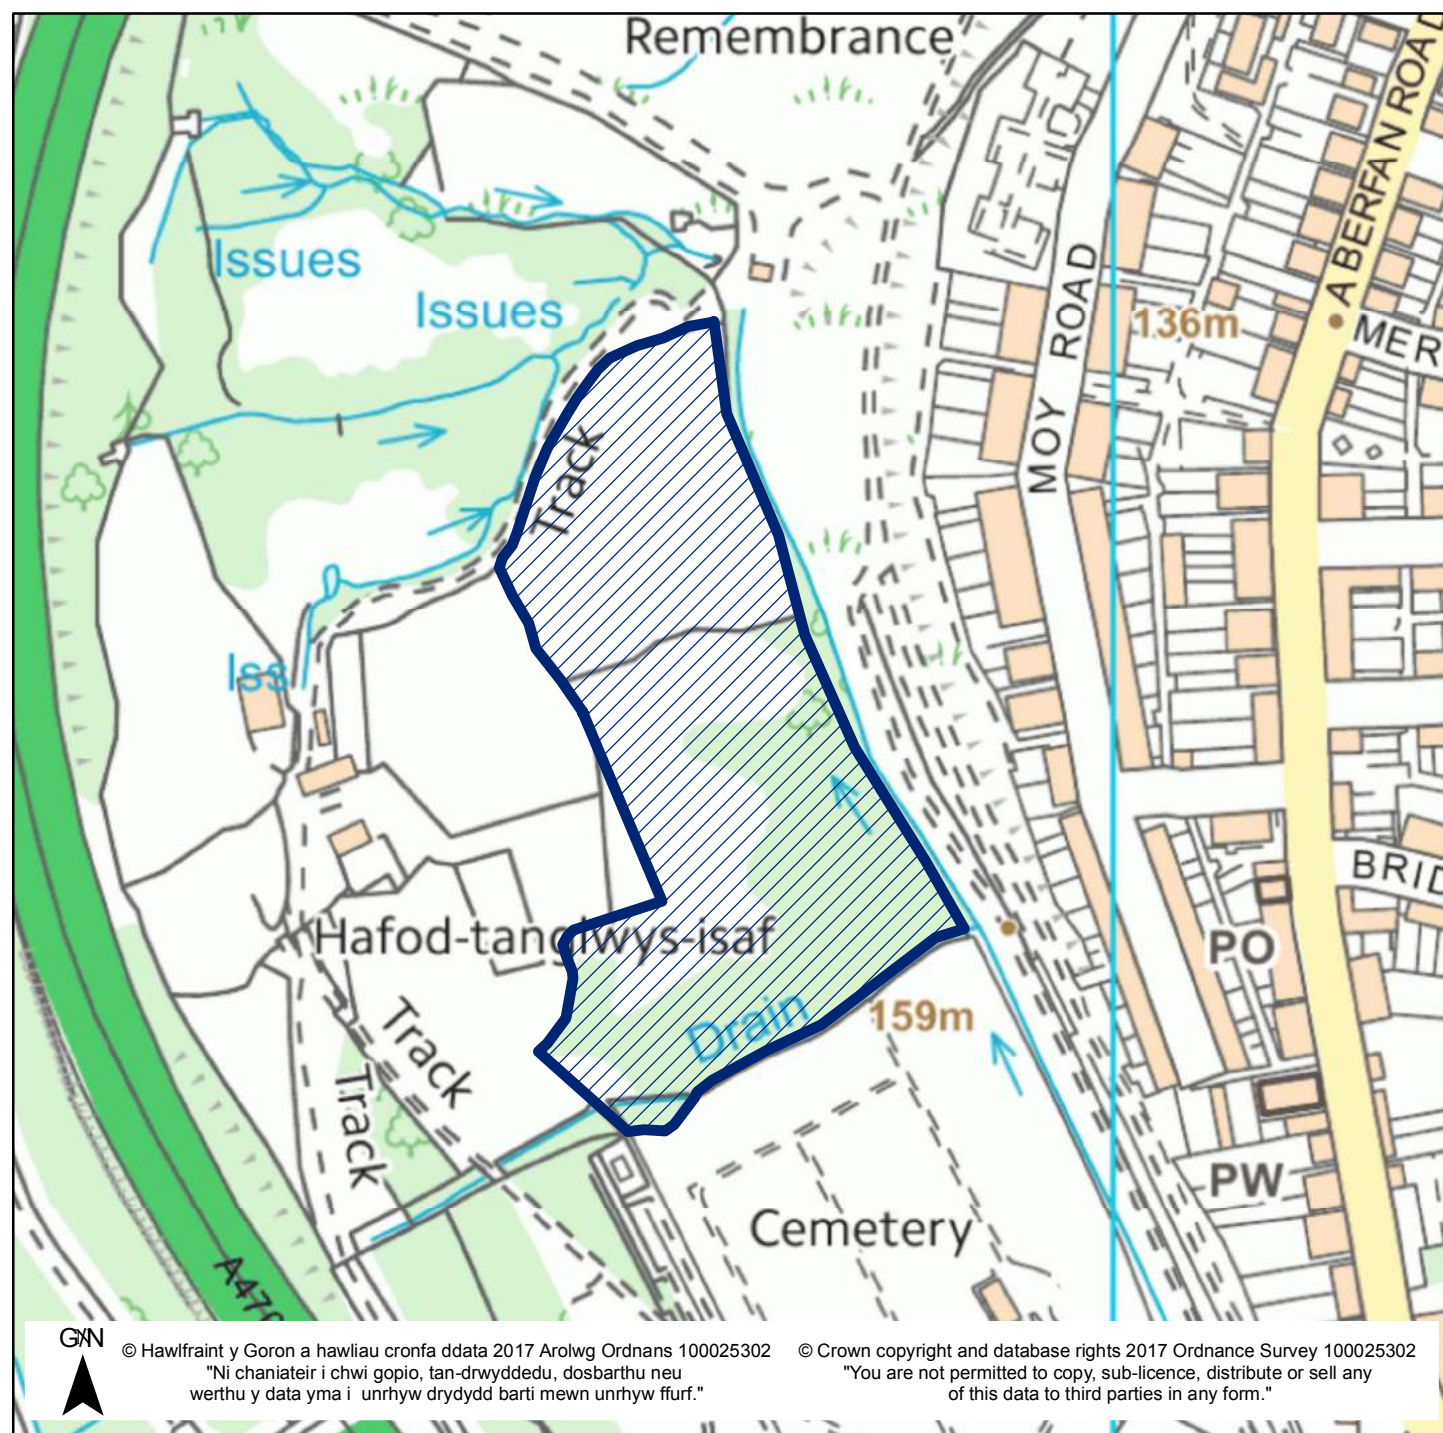 Remembrance
ABERFAN ROAD
Issues
Issues
MOY ROAD
136m
MER
Track
Iss
BRID
Hafod-tanglwys-isaf
PO
Drain
159m
Track
Track
PW
Cemetery
A470
G/N
© Hawlfraint y Goron a hawliau cronfa ddata 2017 Arolwg Ordnans 100025302
"Ni chaniateir i chwi gopio, tan-drwyddedu, dosbarthu neu
werthu y data yma i unrhyw drydydd barti mewn unrhyw ffurf."
© Crown copyright and database rights 2017 Ordnance Survey 100025302
"You are not permitted to copy, sub-licence, distribute or sell any
of this data to third parties in any form."